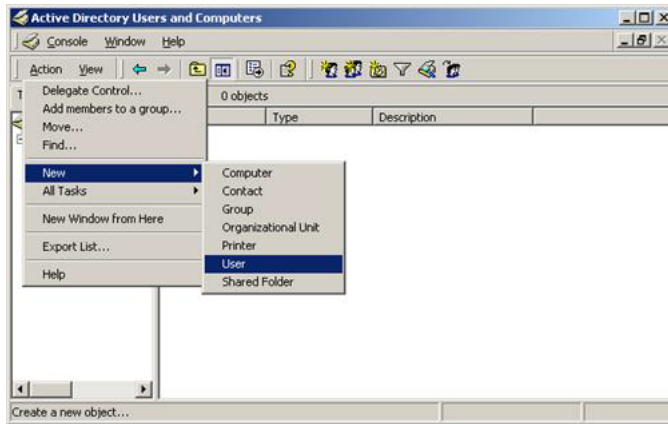 Active Directory Users and Computers
Console Window Help
Action View
T 0 objects
Type Description
Delegate Control...
Add members to a group...
Move...
Find...
New
All Tasks
New Window from Here
Export List...
Help
Computer
Contact
Group
Organizational Unit
Printer
User
Shared Folder
Create a new object...